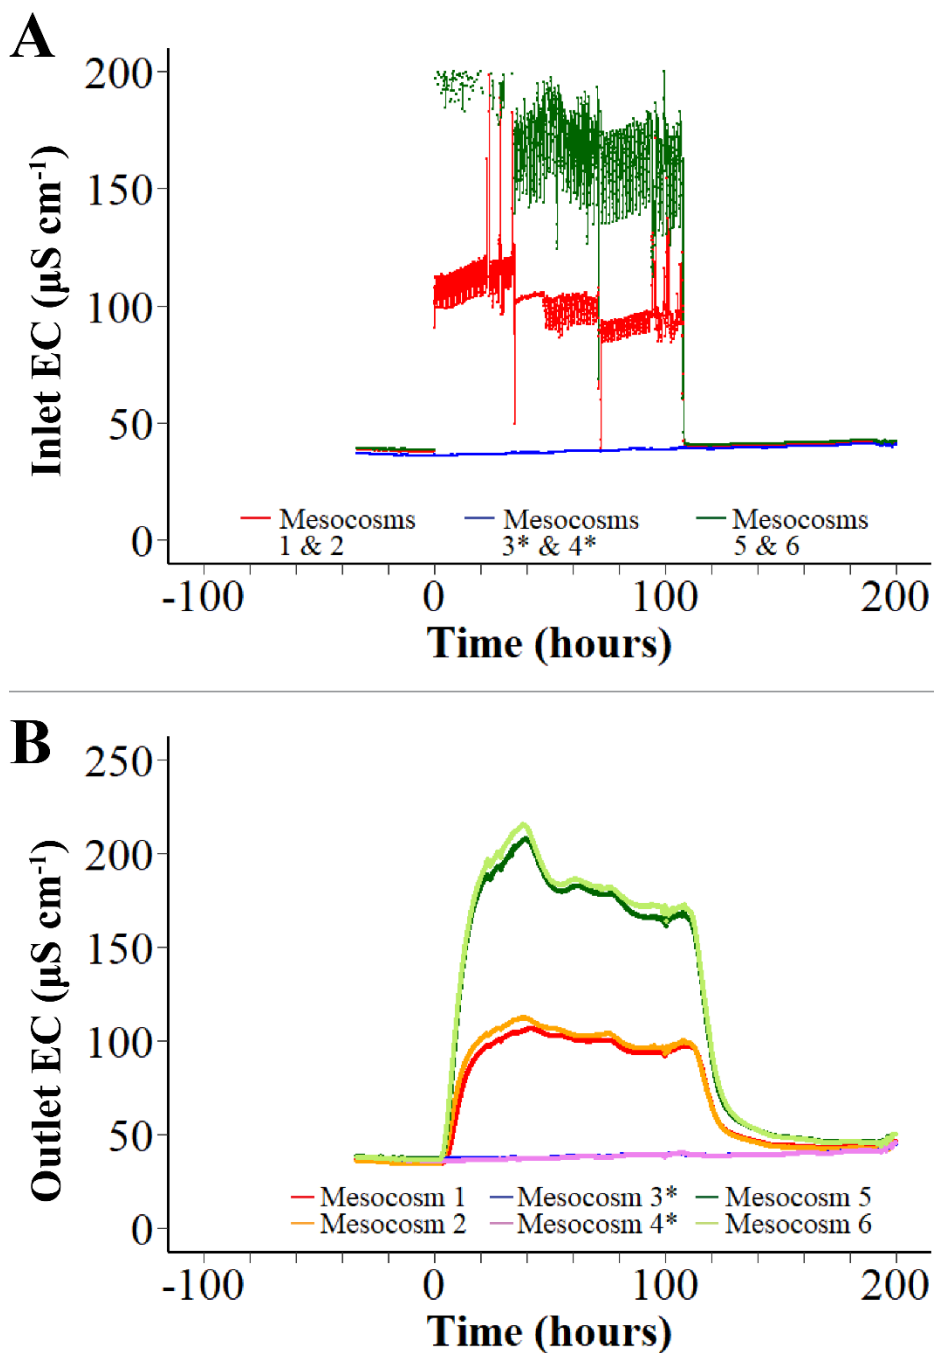 A
200
150
100
50
0
Inlet EC (µS cm-1)
Mesocosms 1 & 2
Mesocosms 3* & 4*
Mesocosms 5 & 6
-100 0 100 200
Time (hours)
B
250
200
150
100
50
0
Outlet EC (µS cm-1)
Mesocosm 1 Mesocosm 3* Mesocosm 5
Mesocosm 2 Mesocosm 4* Mesocosm 6
-100 0 100 200
Time (hours)